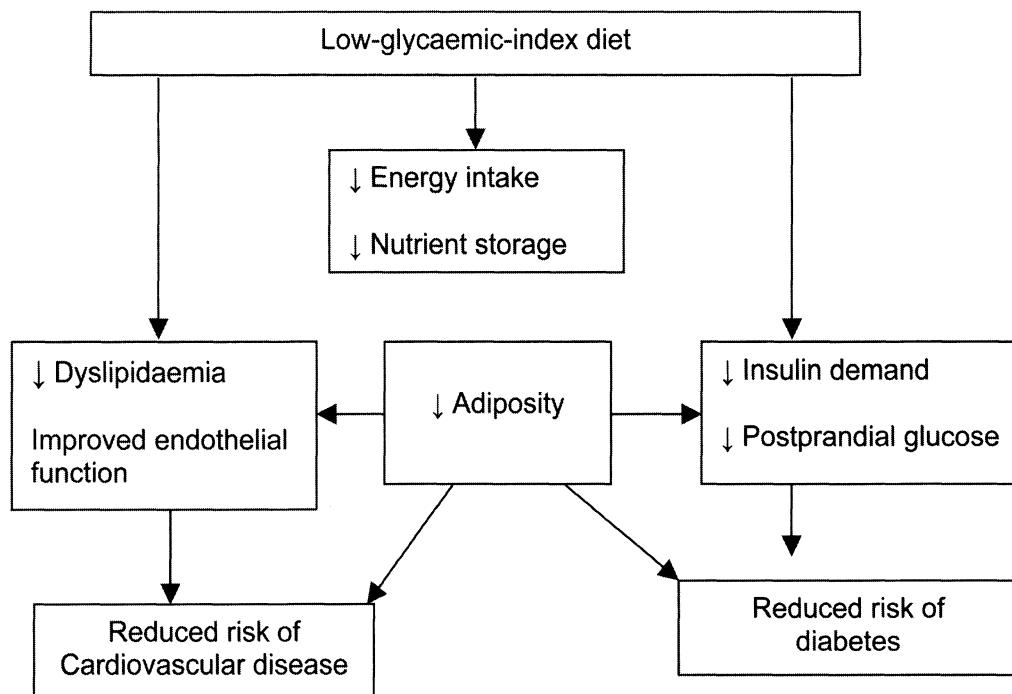 Low-glycaemic-index diet
↓ Energy intake
↓ Nutrient storage
↓ Dyslipidaemia
Improved endothelial
function
↓ Adiposity
↓ Insulin demand
↓ Postprandial glucose
Reduced risk of
Cardiovascular disease
Reduced risk of
diabetes